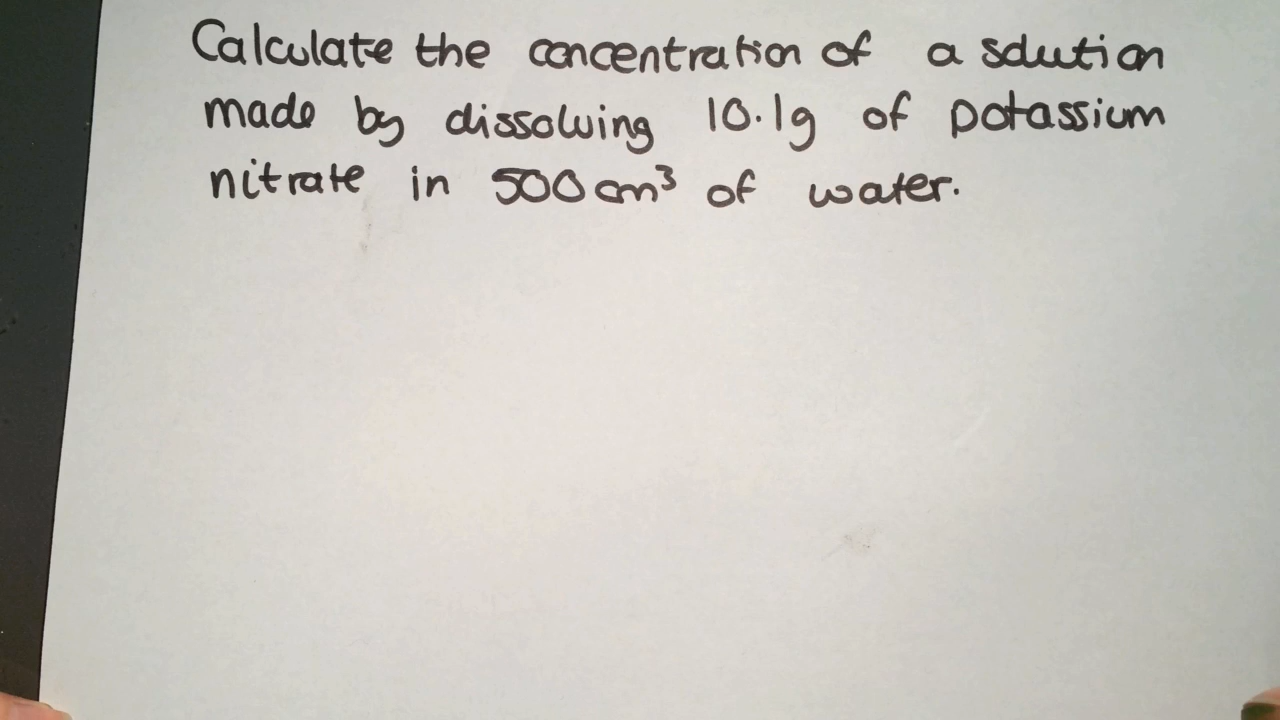 Calculate the concentration of a solution
made by dissolving 10.1g of potassium
nitrate in 500cm³ of water.